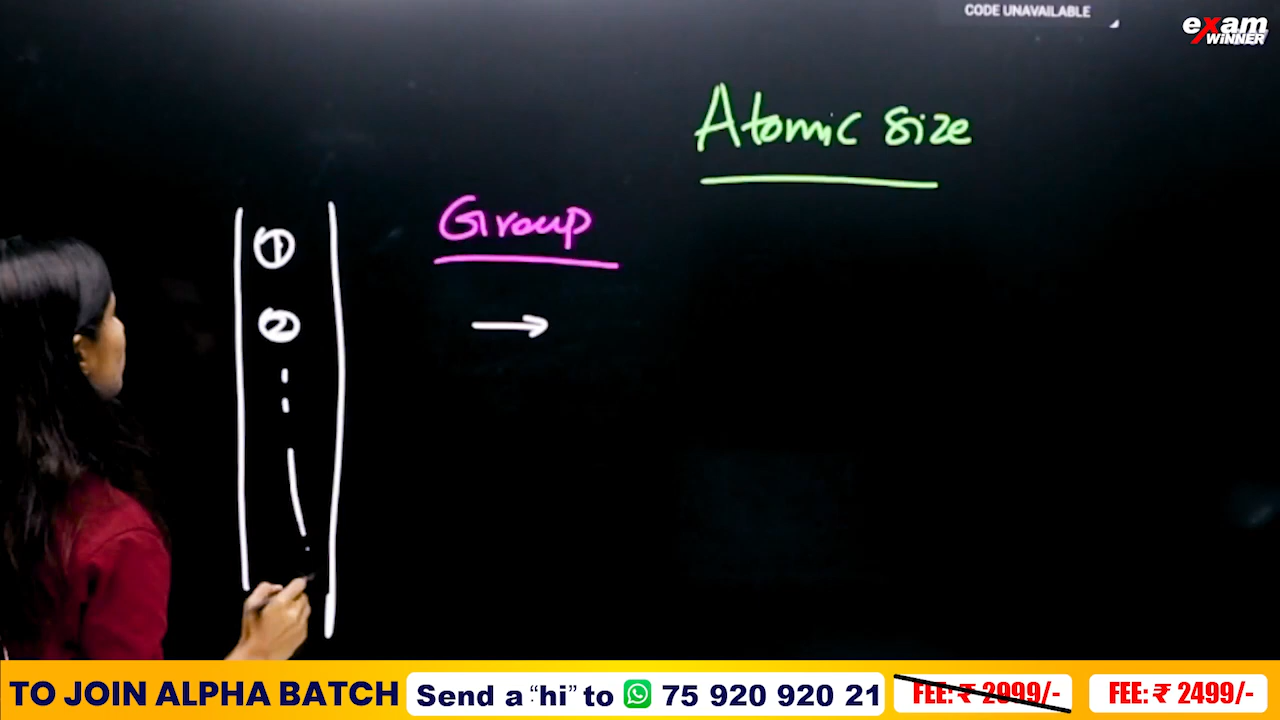 CODE UNAVAILABLE
exam
WiNNER
Atomic size
Group
①
②
→
TO JOIN ALPHA BATCH Send a “hi” to 75 920 920 21 FEE: ₹ 2999/- FEE: ₹ 2499/-